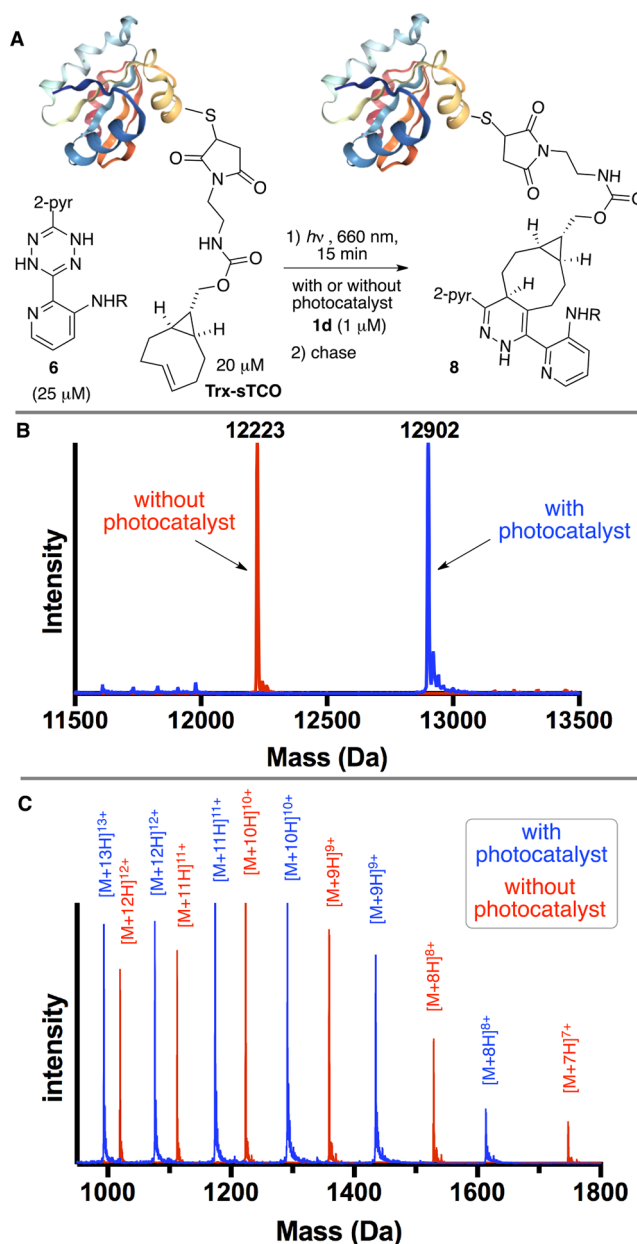 A
S
O
N
O
2-pyr
N
NH
HN
N
NHR
N
6
(25 μM)
NH
O
O
H
H
20 μM
Trx-sTCO
1) hν , 660 nm,
15 min
with or without
photocatalyst
1d (1 μM)
2) chase
S
O
N
O
NH
O
O
H
H
H
2-pyr
N
N
H
NHR
N
8
B
12223
12902
without
photocatalyst
with
photocatalyst
Intensity
11500
12000
12500
13000
13500
Mass (Da)
C
[M+13H]13+
[M+12H]12+
[M+12H]12+
[M+11H]11+
[M+11H]11+
[M+10H]10+
[M+10H]10+
[M+9H]9+
[M+9H]9+
[M+8H]8+
[M+8H]8+
[M+7H]7+
with
photocatalyst
without
photocatalyst
intensity
1000
1200
1400
1600
1800
Mass (Da)